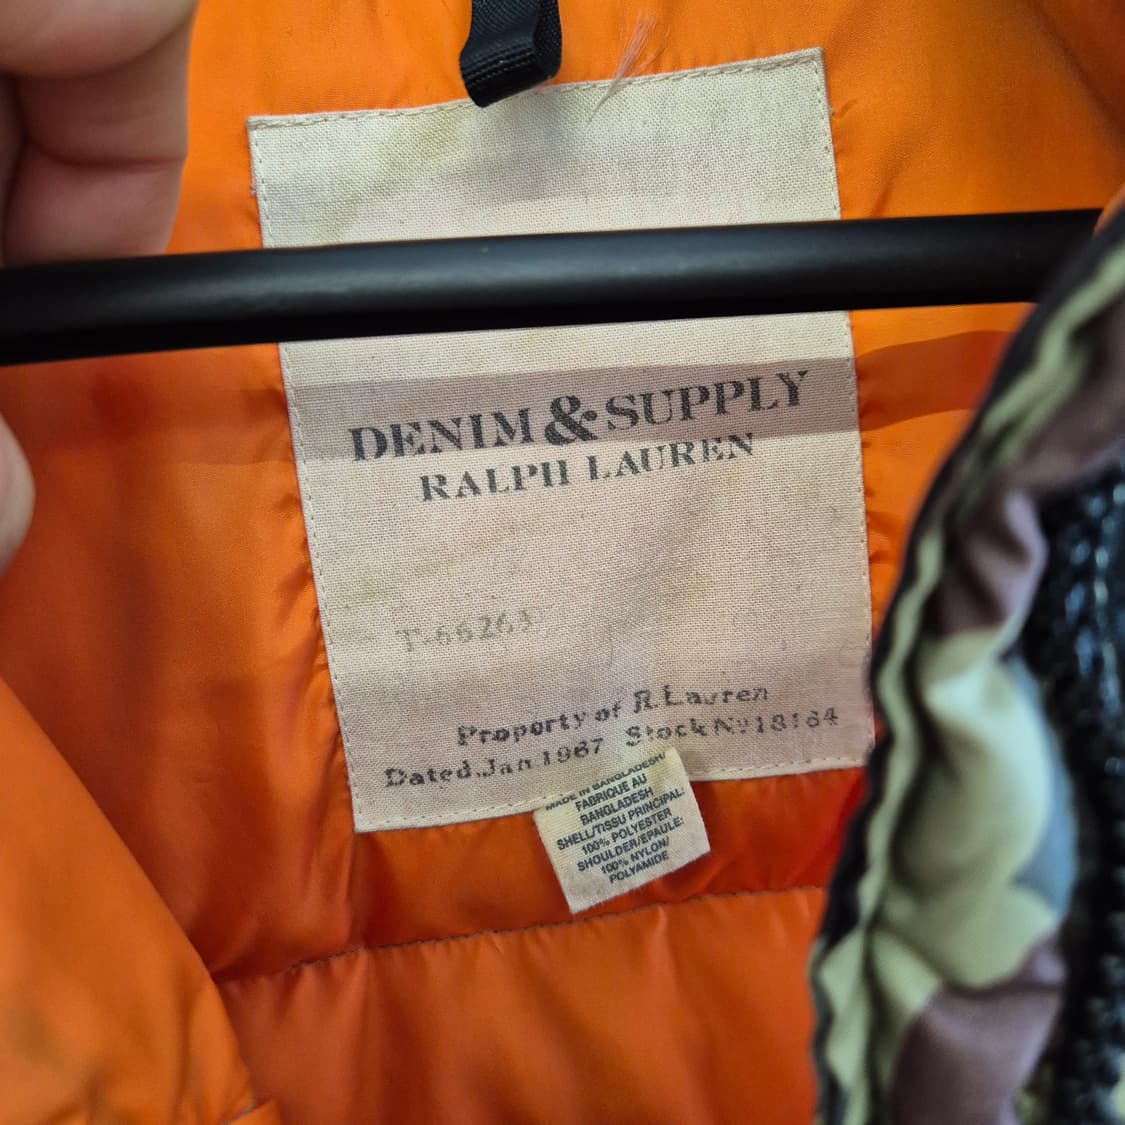 DENIM & SUPPLY
RALPH LAUREN
T-66263
Property of R.Lauren
Dated.Jan 1967 Stock Nº 18164
MADE IN BANGLADESH/
FABRIQUE AU
BANGLADESH
SHELL/TISSU PRINCIPAL:
100% POLYESTER
SHOULDER/EPAULE:
100% NYLON/
POLYAMIDE